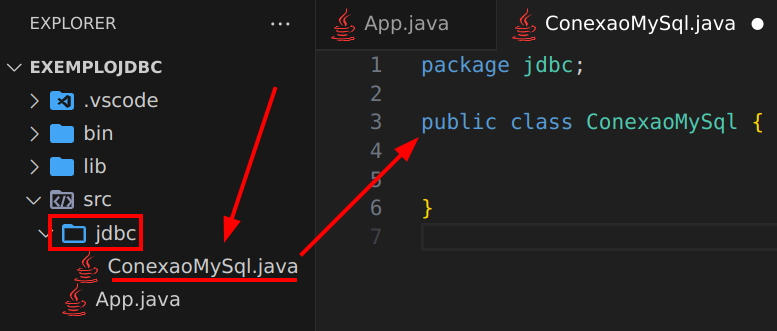 EXPLORER ...
EXEMPLOJDBC
.vscode
bin
lib
src
jdbc
ConexaoMySql.java
App.java
App.java ConexaoMySql.java
1 package jdbc;
2
3 public class ConexaoMySql {
4
5
6 }
7